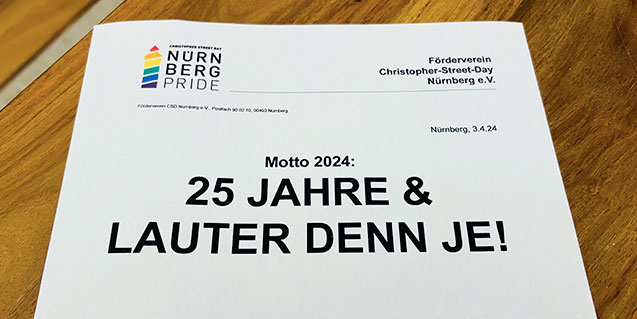 CHRISTOPHER STREET DAY
NÜRN
BERG
PRIDE
Förderverein
Christopher-Street-Day
Nürnberg e.V.
Förderverein CSD Nürnberg e.V., Postfach 90 02 10, 90493 Nürnberg
Nürnberg, 3.4.24
Motto 2024:
25 JAHRE &
LAUTER DENN JE!